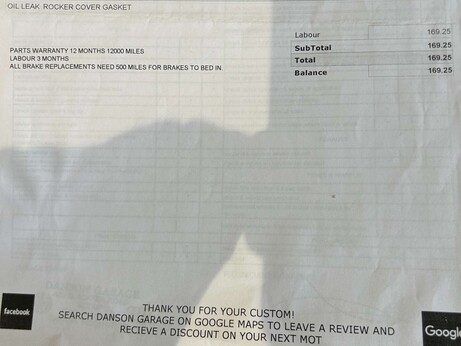 OIL LEAK ROCKER COVER GASKET
Labour 169.25
SubTotal 169.25
Total 169.25
Balance 169.25
PARTS WARRANTY 12 MONTHS 12000 MILES
LABOUR 3 MONTHS
ALL BRAKE REPLACEMENTS NEED 500 MILES FOR BRAKES TO BED IN.
THANK YOU FOR YOUR CUSTOM!
SEARCH DANSON GARAGE ON GOOGLE MAPS TO LEAVE A REVIEW AND
RECIEVE A DISCOUNT ON YOUR NEXT MOT
facebook
Google